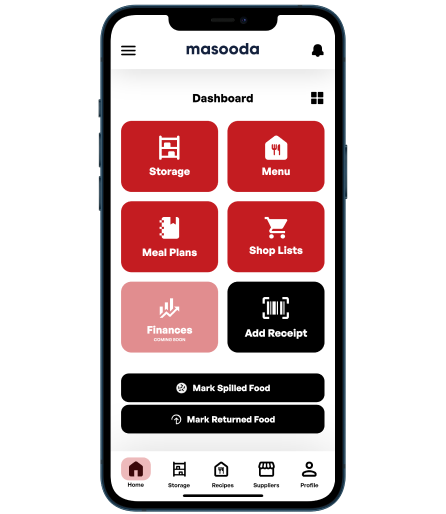 masooda
Dashboard
Storage
Menu
Meal Plans
Shop Lists
Finances
COMING SOON
Add Receipt
Mark Spilled Food
Mark Returned Food
Home
Storage
Recipes
Suppliers
Profile